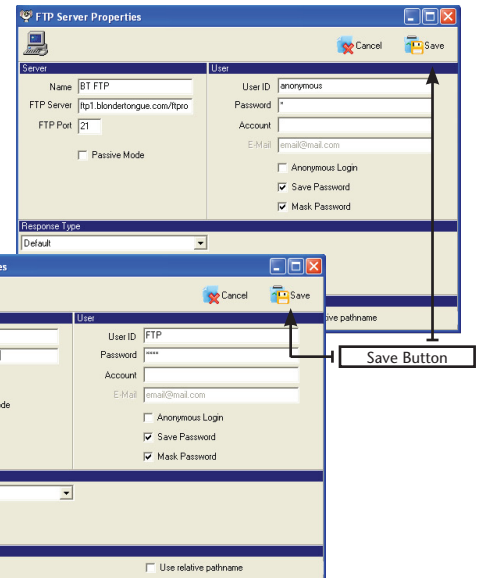 FTP Server Properties
Cancel Save
Server User
Name BT FTP User ID anonymous
FTP Server ftp1.blondertongue.com/ftpro Password *
FTP Port 21 Account
E-Mail email@mail.com
Passive Mode Anonymous Login
Save Password
Mask Password
Response Type
Default
ive pathname
es
Cancel Save
User
User ID FTP
Password ****
Account
E-Mail email@mail.com
ode Anonymous Login
Save Password
Mask Password
Use relative pathname
Save Button